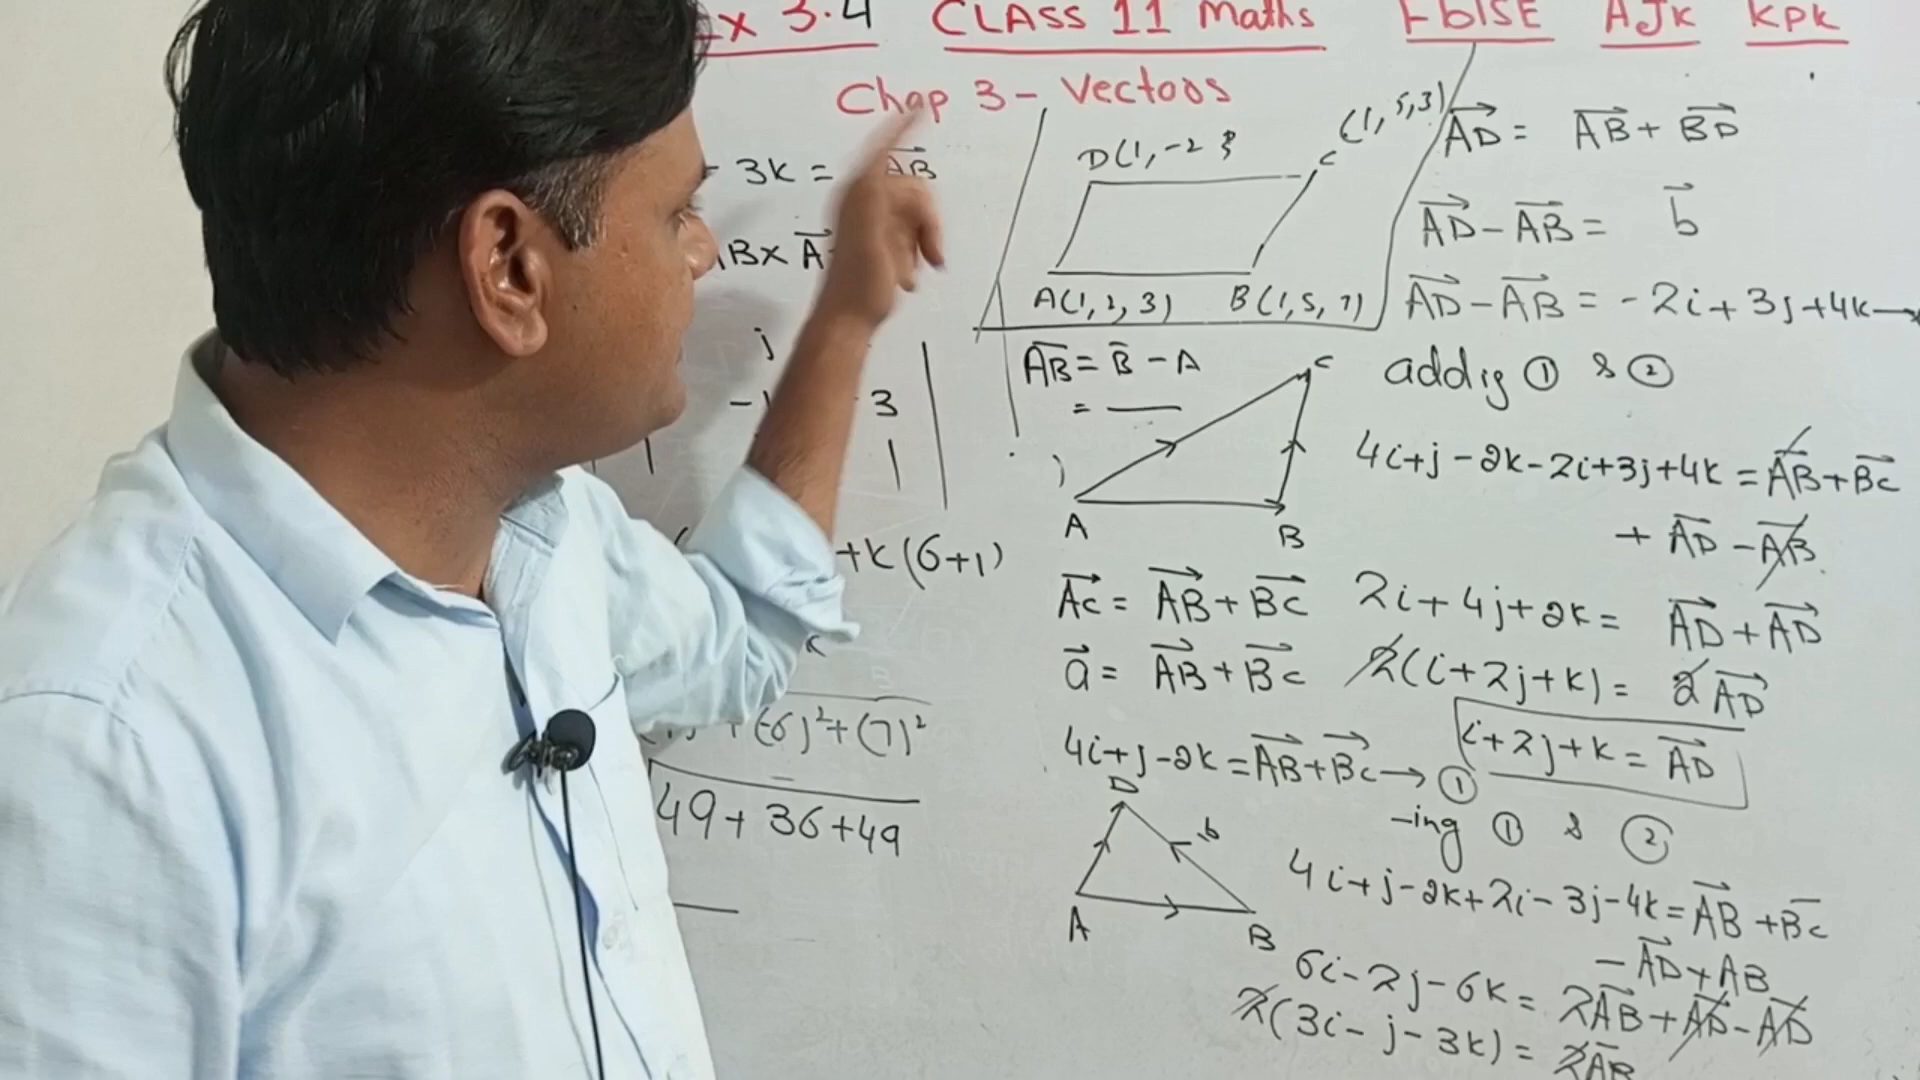 Ex 3.4 CLASS 11 Maths FbISE AJK KPK
Chap 3 - Vectors
3k = AB
ABx A
j
3
1
+k(6+1)
+(-6)²+(7)²
49+36+49
D(1,-2
C
(1,5,3)
A(1,2,3) B(1,5,7)
AB = B - A
=
C
A B
AC = AB + BC
a = AB + BC
4i+j-2k = AB+BC → ①
D
b
A B
AD = AB + BD
AD - AB = b
AD - AB = -2i+3j+4k →
addig ① & ②
4i+j-2k-2i+3j+4k = AB+BC
+ AD - AB
2i+4j+2k = AD + AD
2(i+2j+k) = 2AD
i+2j+k = AD
-ing ① & ②
4i+j-2k+2i-3j-4k = AB+BC
- AD + AB
6i-2j-6k = 2AB+AD-AD
2(3i-j-3k) = 2AB